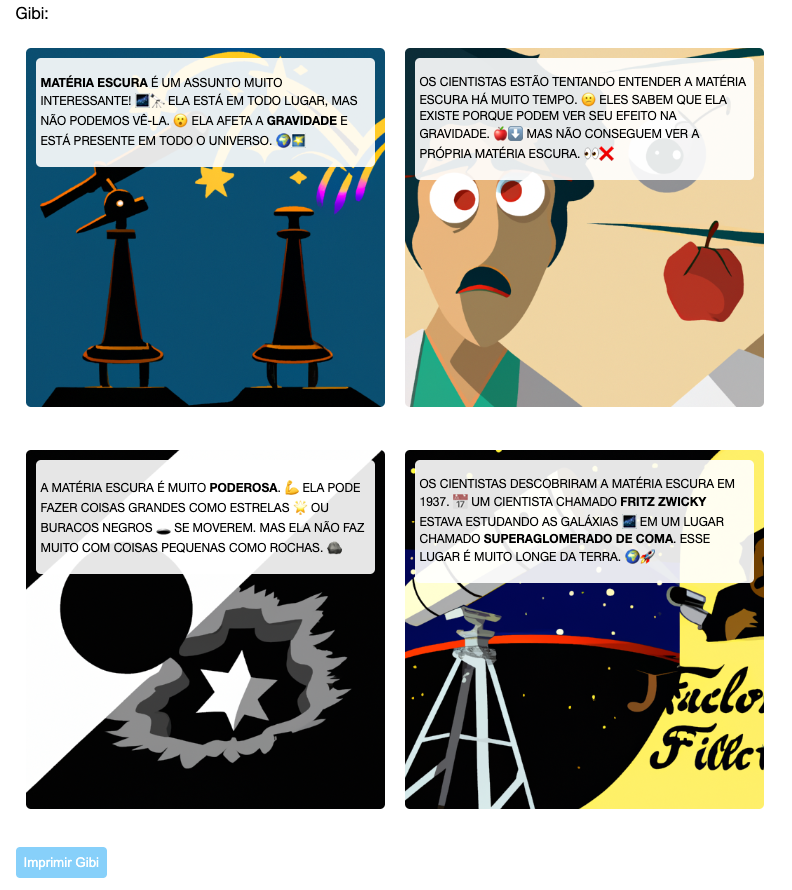 Gibi:
MATÉRIA ESCURA É UM ASSUNTO MUITO
INTERESSANTE! 🌌🔭. ELA ESTÁ EM TODO LUGAR, MAS
NÃO PODEMOS VÊ-LA. 😮 ELA AFETA A GRAVIDADE E
ESTÁ PRESENTE EM TODO O UNIVERSO. 🌍🌠
OS CIENTISTAS ESTÃO TENTANDO ENTENDER A MATÉRIA
ESCURA HÁ MUITO TEMPO. 🤔 ELES SABEM QUE ELA
EXISTE PORQUE PODEM VER SEU EFEITO NA
GRAVIDADE. 🍎⬇️ MAS NÃO CONSEGUEM VER A
PRÓPRIA MATÉRIA ESCURA. 👀❌
A MATÉRIA ESCURA É MUITO PODEROSA. 💪 ELA PODE
FAZER COISAS GRANDES COMO ESTRELAS 🌟 OU
BURACOS NEGROS 🕳️ SE MOVEREM. MAS ELA NÃO FAZ
MUITO COM COISAS PEQUENAS COMO ROCHAS. 🪨
OS CIENTISTAS DESCOBRIRAM A MATÉRIA ESCURA EM
1937. 📅 UM CIENTISTA CHAMADO FRITZ ZWICKY
ESTAVA ESTUDANDO AS GALÁXIAS 🌌 EM UM LUGAR
CHAMADO SUPERAGLOMERADO DE COMA. ESSE
LUGAR É MUITO LONGE DA TERRA. 🌍🚀
Imprimir Gibi